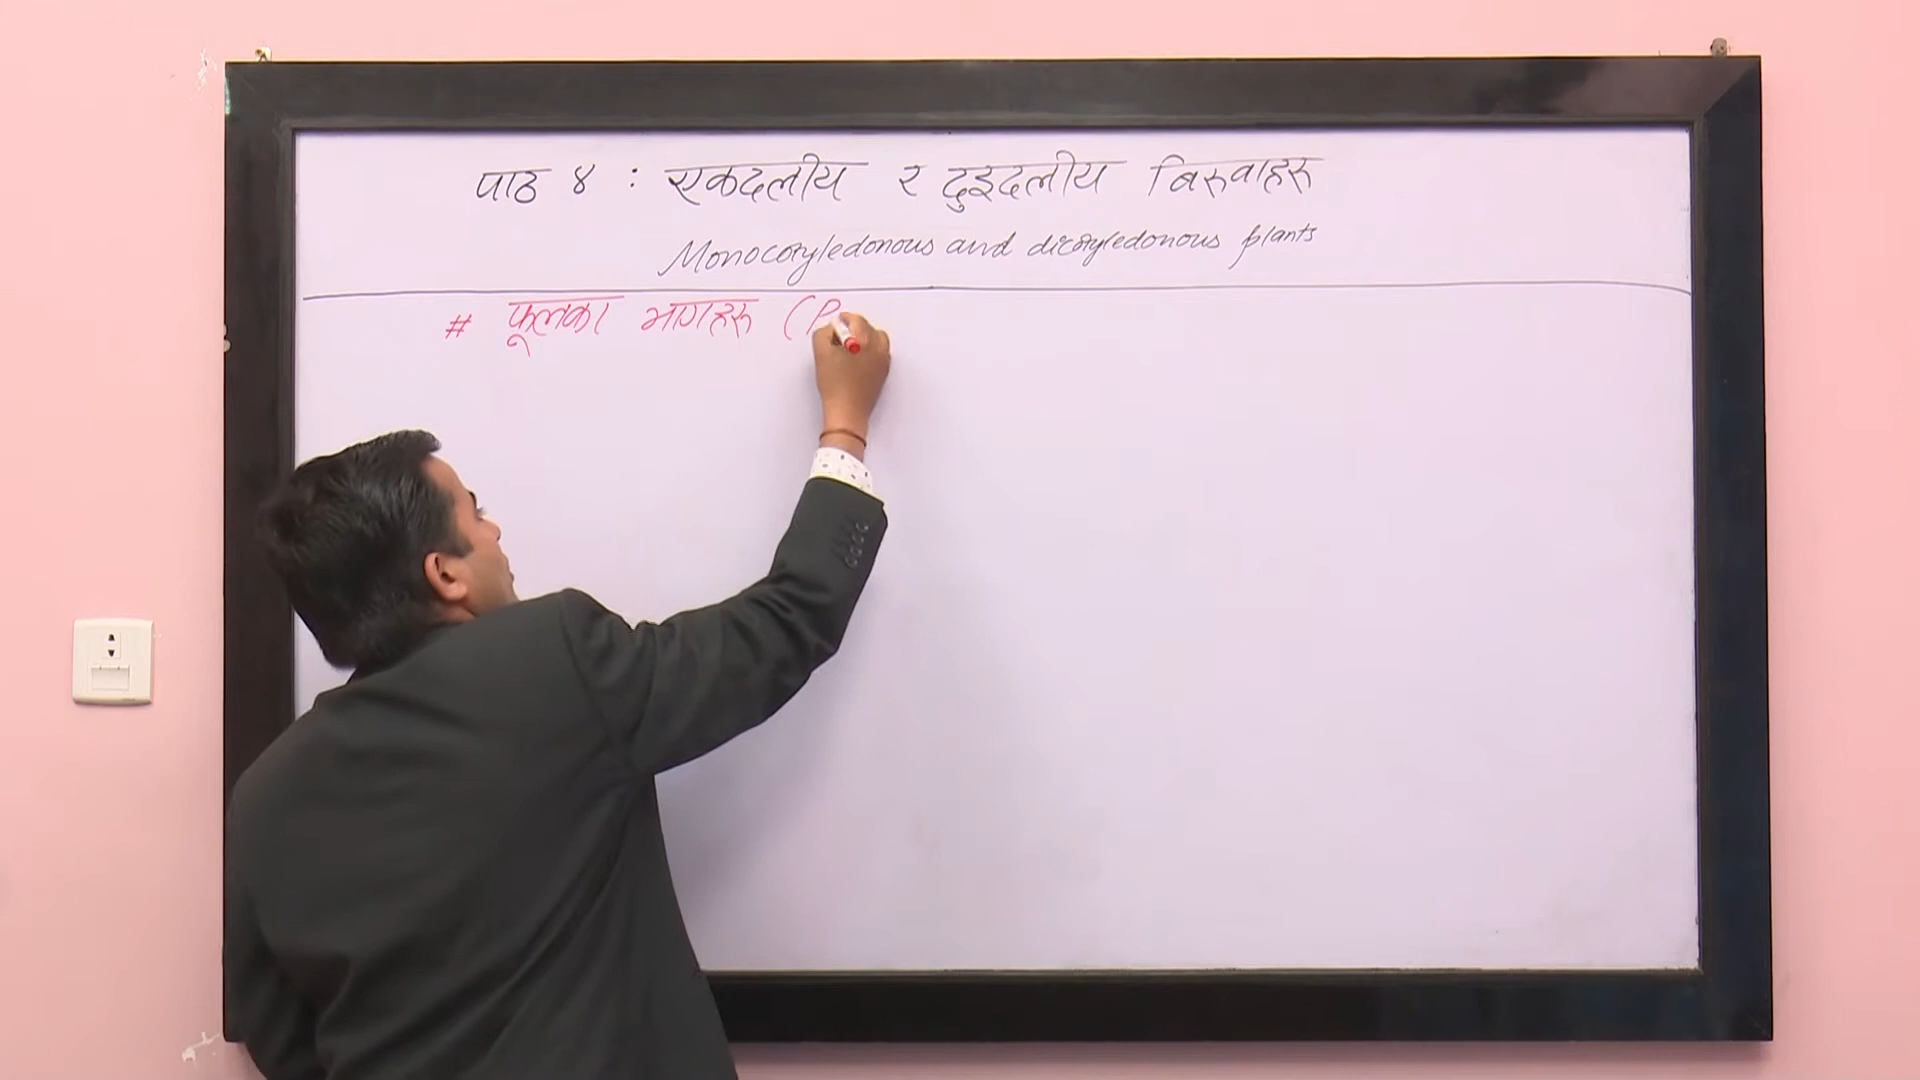 पाठ ४ : एकदलीय र दुइदलीय बिरुवाहरु
Monocotyledonous and dicotyledonous plants
# फूलका भागहरु (P